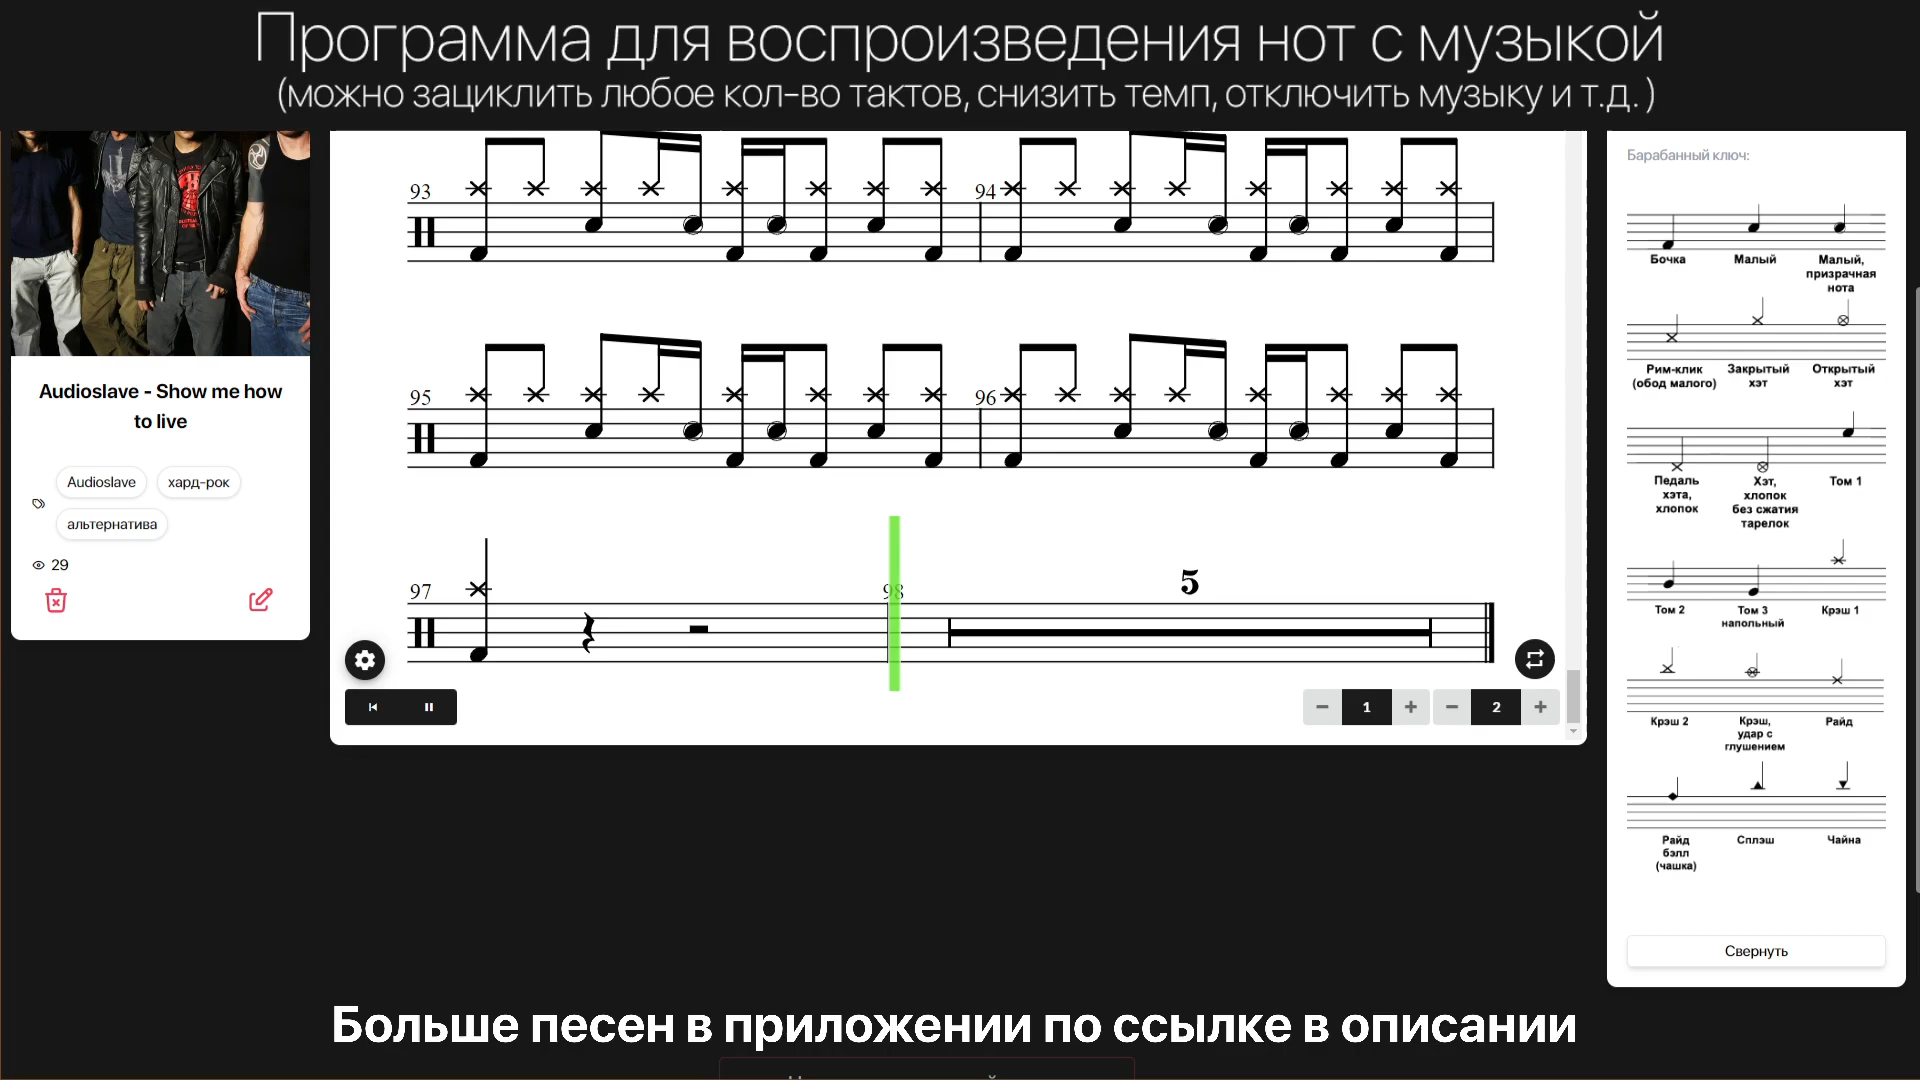 Программа для воспроизведения нот с музыкой
(можно зациклить любое кол-во тактов, снизить темп, отключить музыку и т.д.)
Audioslave - Show me how
to live
Audioslave
хард-рок
альтернатива
29
93
94
95
96
97
98
5
1
2
Барабанный ключ:
Бочка
Малый
Малый,
призрачная
нота
Рим-клик
(обод малого)
Закрытый
хэт
Открытый
хэт
Педаль
хэта,
хлопок
Хэт,
хлопок
без сжатия
тарелок
Том 1
Том 2
Том 3
напольный
Крэш 1
Крэш 2
Крэш,
удар с
глушением
Райд
Райд
бэлл
(чашка)
Сплэш
Чайна
Свернуть
Больше песен в приложении по ссылке в описании